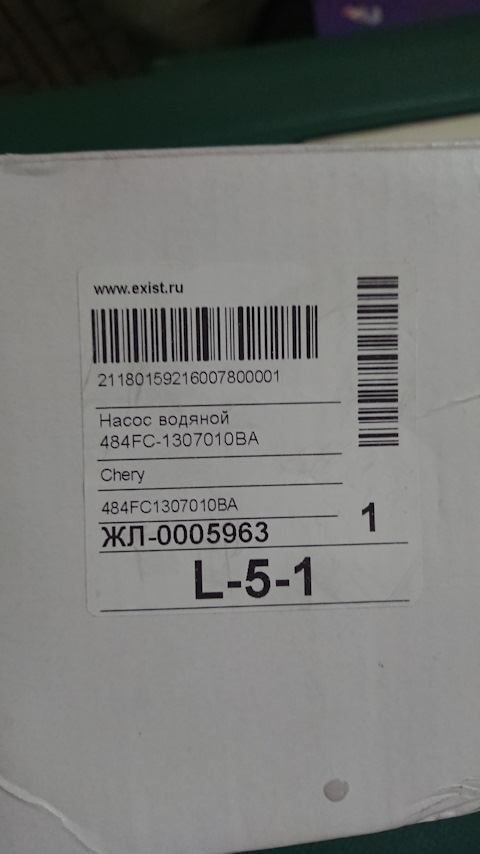 www.exist.ru
21180159216007800001
Насос водяной
484FC-1307010BA
Chery
484FC1307010BA
1
ЖЛ-0005963
L-5-1